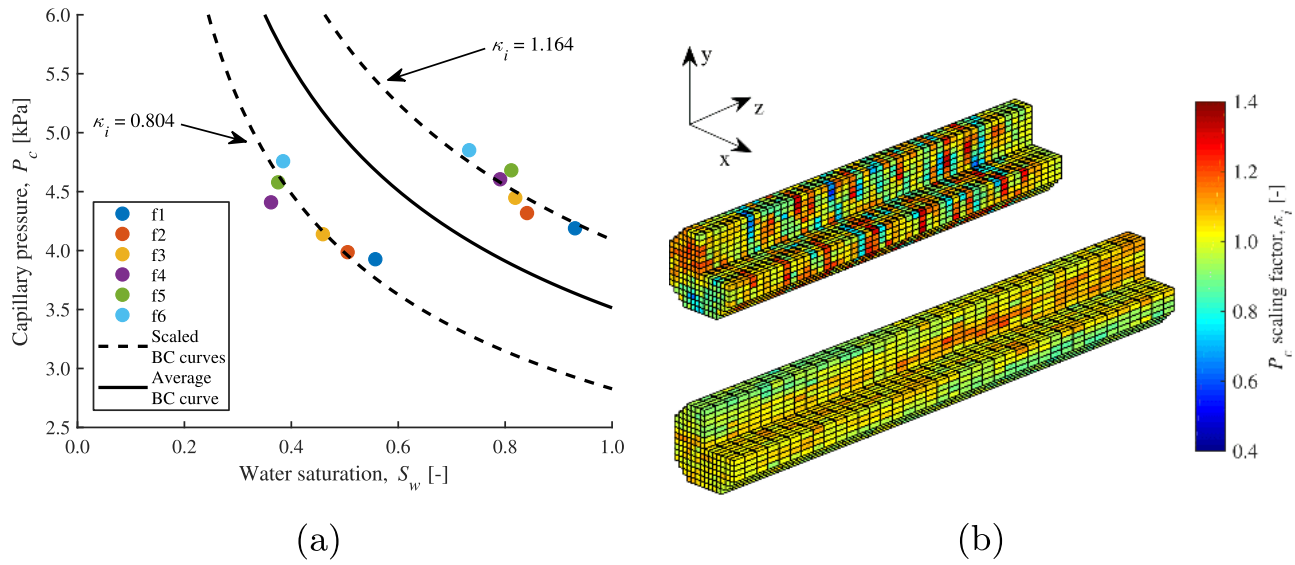 6.0
5.5
5.0
4.5
4.0
3.5
3.0
2.5
Capillary pressure, P_c [kPa]
κ_i = 1.164
κ_i = 0.804
f1
f2
f3
f4
f5
f6
Scaled
BC curves
Average
BC curve
0.0
0.2
0.4
0.6
0.8
1.0
Water saturation, S_w [-]
(a)
y
z
x
1.4
1.2
1.0
0.8
0.6
0.4
P_c scaling factor, κ_i [-]
(b)